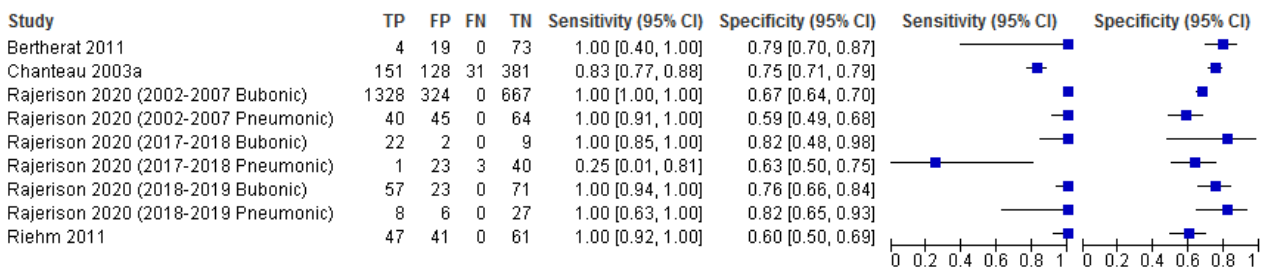 Study TP FP FN TN Sensitivity (95% CI) Specificity (95% CI) Sensitivity (95% CI) Specificity (95% CI)
Bertherat 2011 4 19 0 73 1.00 [0.40, 1.00] 0.79 [0.70, 0.87]
Chanteau 2003a 151 128 31 381 0.83 [0.77, 0.88] 0.75 [0.71, 0.79]
Rajerison 2020 (2002-2007 Bubonic) 1328 324 0 667 1.00 [1.00, 1.00] 0.67 [0.64, 0.70]
Rajerison 2020 (2002-2007 Pneumonic) 40 45 0 64 1.00 [0.91, 1.00] 0.59 [0.49, 0.68]
Rajerison 2020 (2017-2018 Bubonic) 22 2 0 9 1.00 [0.85, 1.00] 0.82 [0.48, 0.98]
Rajerison 2020 (2017-2018 Pneumonic) 1 23 3 40 0.25 [0.01, 0.81] 0.63 [0.50, 0.75]
Rajerison 2020 (2018-2019 Bubonic) 57 23 0 71 1.00 [0.94, 1.00] 0.76 [0.66, 0.84]
Rajerison 2020 (2018-2019 Pneumonic) 8 6 0 27 1.00 [0.63, 1.00] 0.82 [0.65, 0.93]
Riehm 2011 47 41 0 61 1.00 [0.92, 1.00] 0.60 [0.50, 0.69]
0 0.2 0.4 0.6 0.8 1 0 0.2 0.4 0.6 0.8 1